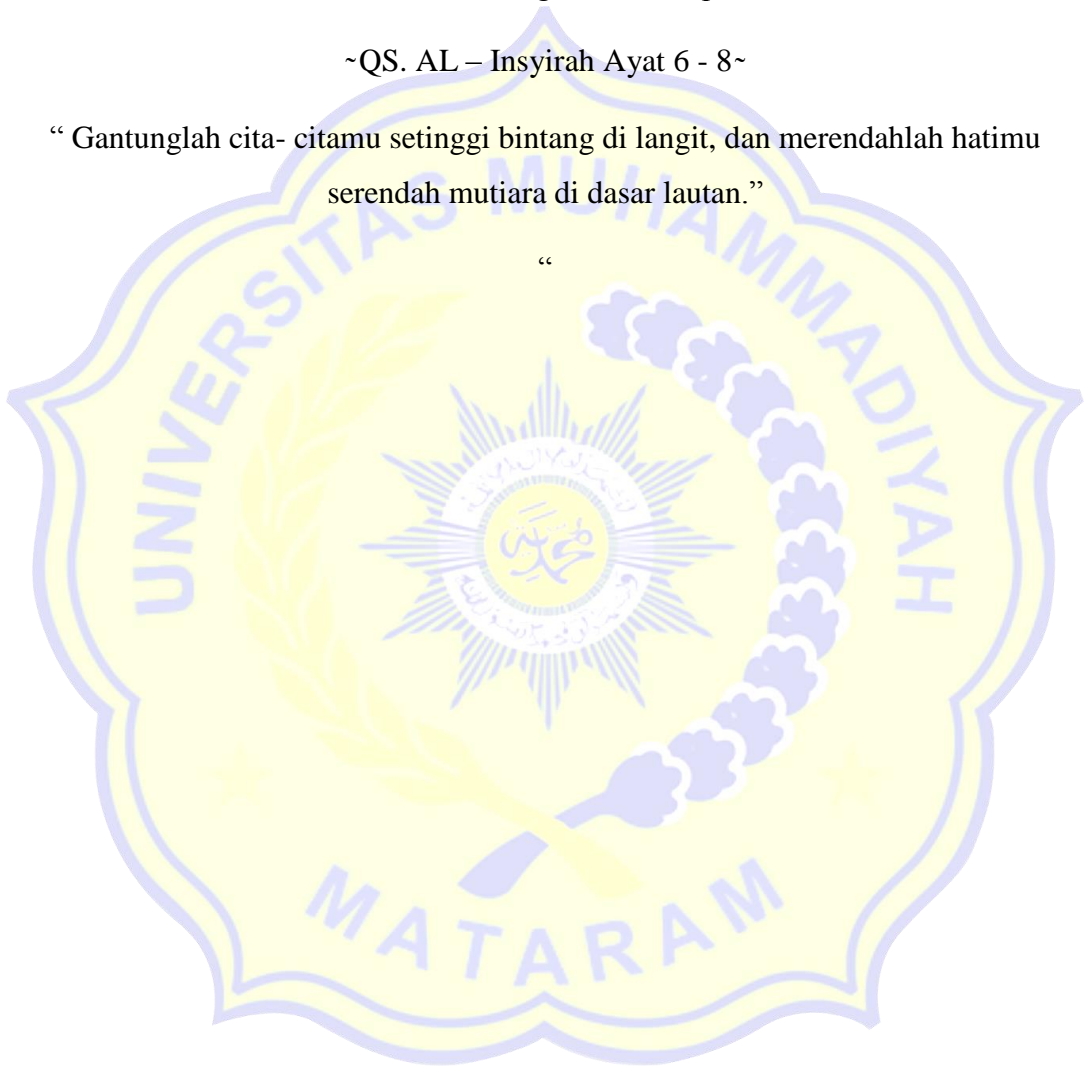 ~QS. AL – Insyirah Ayat 6 - 8~
“ Gantunglah cita- citamu setinggi bintang di langit, dan merendahlah hatimu
serendah mutiara di dasar lautan.”
“
UNIVERSITAS MUHAMMADIYAH
MATARAM